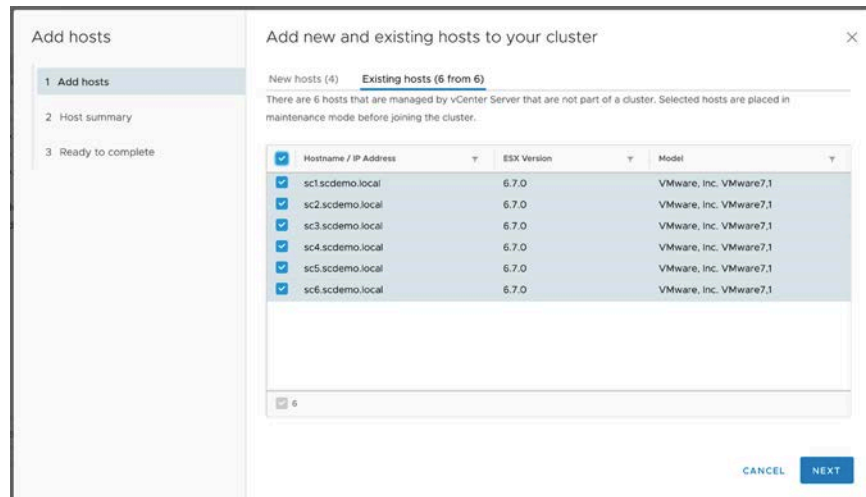 Add hosts
1 Add hosts
2 Host summary
3 Ready to complete
Add new and existing hosts to your cluster
New hosts (4) Existing hosts (6 from 6)
There are 6 hosts that are managed by vCenter Server that are not part of a cluster. Selected hosts are placed in
maintenance mode before joining the cluster.
Hostname / IP Address ESX Version Model
sc1.scdemo.local 6.7.0 VMware, Inc. VMware7,1
sc2.scdemo.local 6.7.0 VMware, Inc. VMware7,1
sc3.scdemo.local 6.7.0 VMware, Inc. VMware7,1
sc4.scdemo.local 6.7.0 VMware, Inc. VMware7,1
sc5.scdemo.local 6.7.0 VMware, Inc. VMware7,1
sc6.scdemo.local 6.7.0 VMware, Inc. VMware7,1
6
CANCEL NEXT